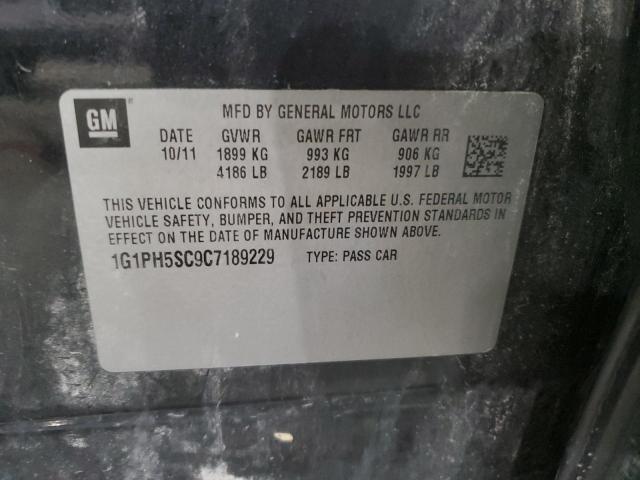 GM
MFD BY GENERAL MOTORS LLC
DATE GVWR GAWR FRT GAWR RR
10/11 1899 KG 993 KG 906 KG
4186 LB 2189 LB 1997 LB
THIS VEHICLE CONFORMS TO ALL APPLICABLE U.S. FEDERAL MOTOR
VEHICLE SAFETY, BUMPER, AND THEFT PREVENTION STANDARDS IN
EFFECT ON THE DATE OF MANUFACTURE SHOWN ABOVE.
1G1PH5SC9C7189229 TYPE: PASS CAR